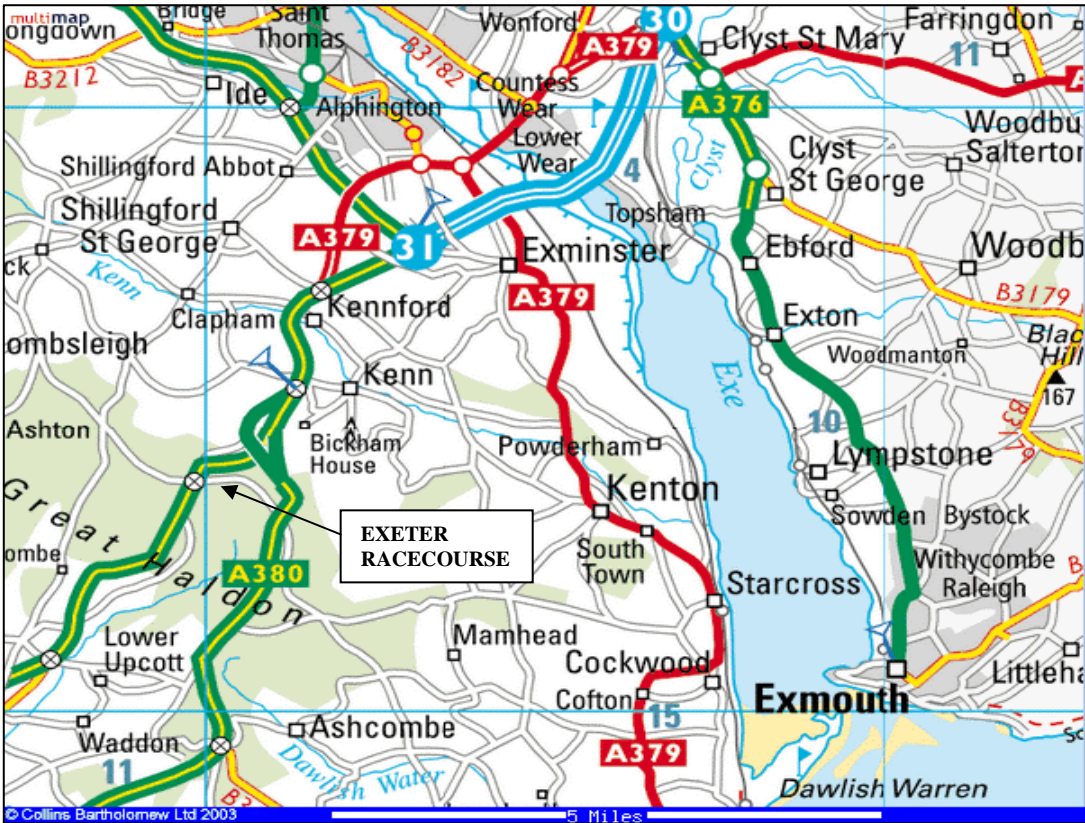 multimap
ongdown
Bridge
Saint
Thomas
Wonford
30
Farringdon
A379
Clyst St Mary
11
B3212
B3182
Ide
Countess
Wear
A376
A
Alphington
Lower
Wear
Woodbu
Salterton
Shillingford Abbot
4
Clyst
Clyst
St George
Shillingford
St George
Topsham
A379
31
Exminster
Ebford
Woodb
ck
Kenn
A379
B3179
Kennford
Clapham
Exton
ombsleigh
Woodmanton
Blac
Hill
Kenn
Exe
167
Ashton
Bickham
House
Powderham
10
B3179
Lympstone
Great Haldon
Kenton
Sowden
Bystock
EXETER
RACECOURSE
ombe
South
Town
Withycombe
Raleigh
B
A380
Starcross
Lower
Upcott
Mamhead
Cockwood
Littleha
Cofton
Exmouth
15
Waddon
Ashcombe
A379
Sc
11
Dawlish Water
B3
Dawlish Warren
© Collins Bartholomew Ltd 2003
5 Miles